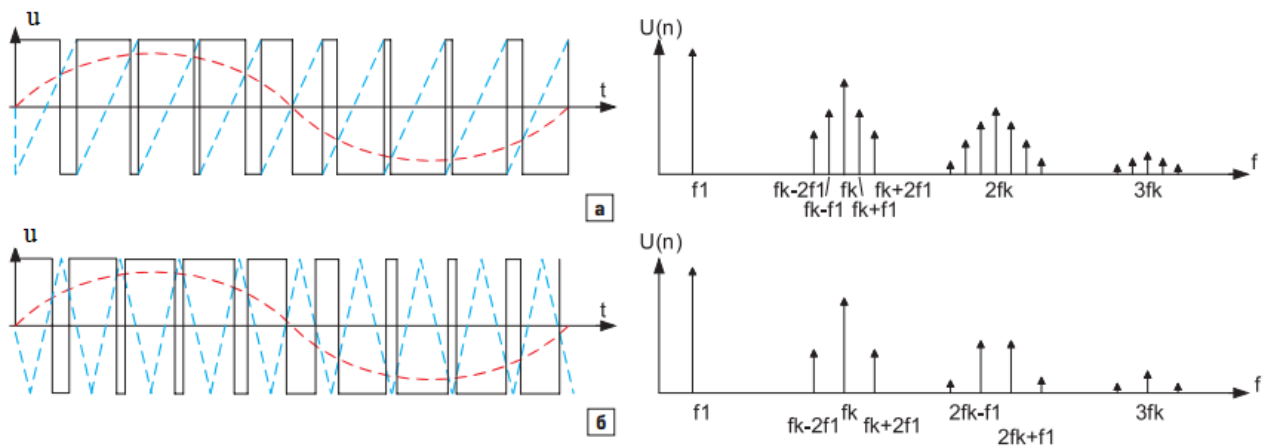 u
t
U(n)
f
f1
fk-2f1 fk fk+2f1
fk-f1 fk+f1
2fk
3fk
а
u
t
U(n)
f
f1
fk-2f1 fk fk+2f1
2fk-f1
2fk+f1
3fk
б